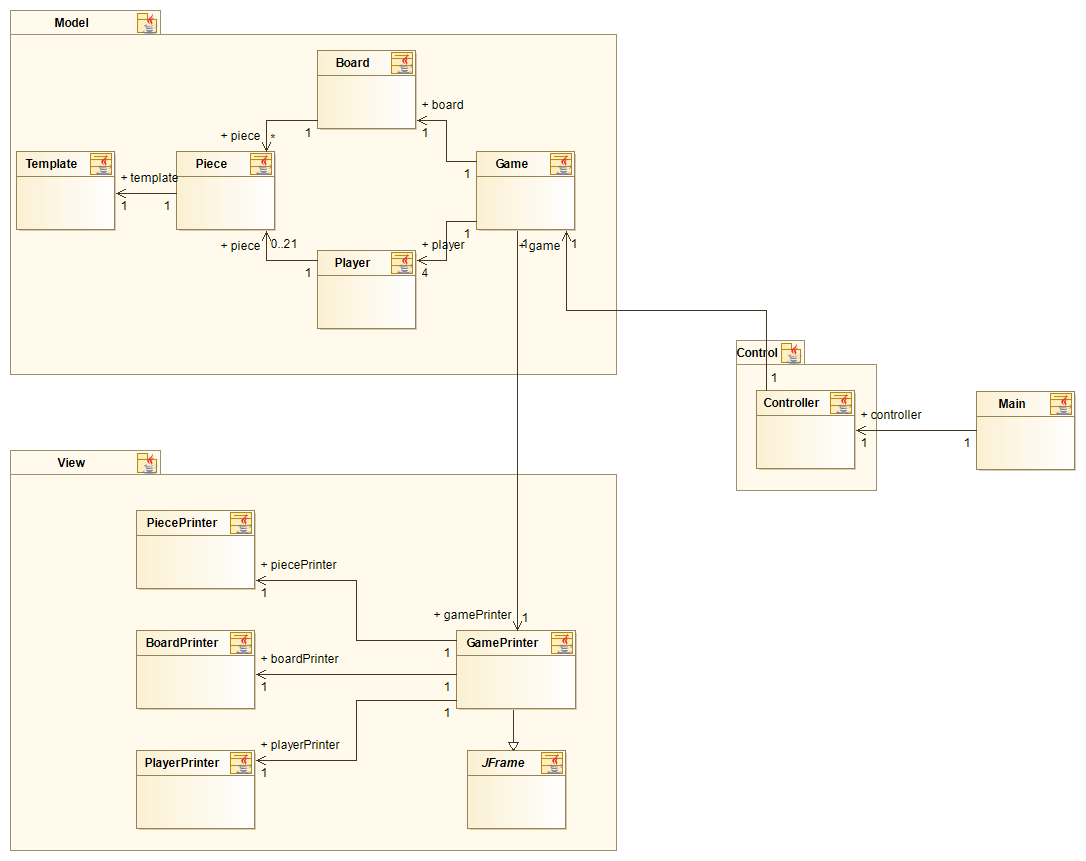 Model
Board
+ board
1
1
+ piece
*
Template
Piece
Game
+ template
1
1
1
+ piece
0..21
1
+ player
4
1
Player
1
1
+ game
1
Control
1
Controller
+ controller
1
1
Main
View
PiecePrinter
+ piecePrinter
1
+ gamePrinter
1
BoardPrinter
GamePrinter
1
+ boardPrinter
1
1
1
+ playerPrinter
1
PlayerPrinter
JFrame